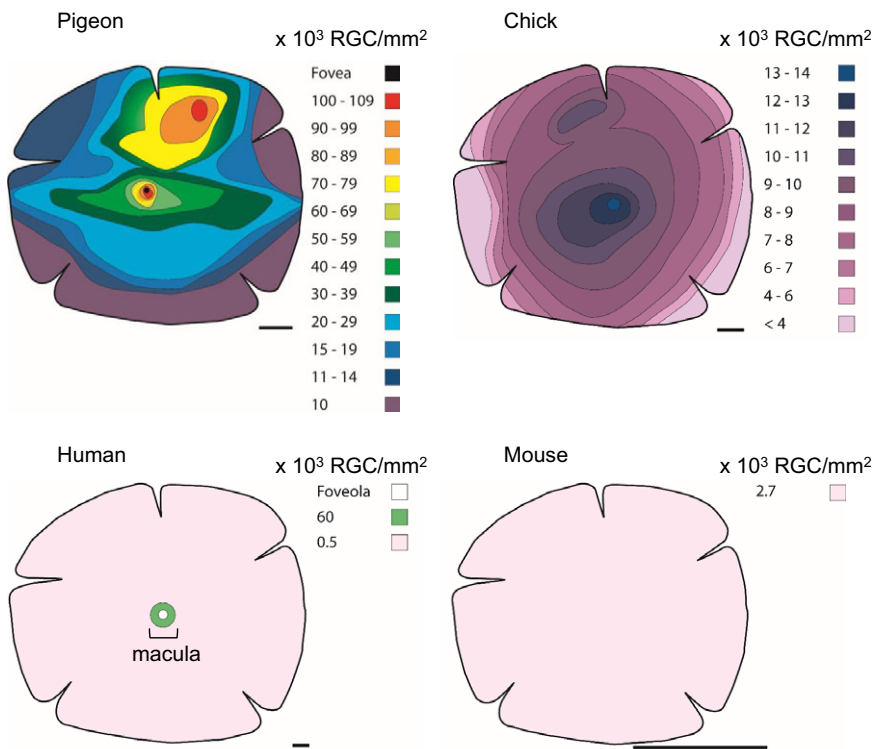 Pigeon
x 10³ RGC/mm²
Fovea
100 - 109
90 - 99
80 - 89
70 - 79
60 - 69
50 - 59
40 - 49
30 - 39
20 - 29
15 - 19
11 - 14
10
Chick
x 10³ RGC/mm²
13 - 14
12 - 13
11 - 12
10 - 11
9 - 10
8 - 9
7 - 8
6 - 7
4 - 6
< 4
Human
x 10³ RGC/mm²
Foveola
60
0.5
macula
Mouse
x 10³ RGC/mm²
2.7